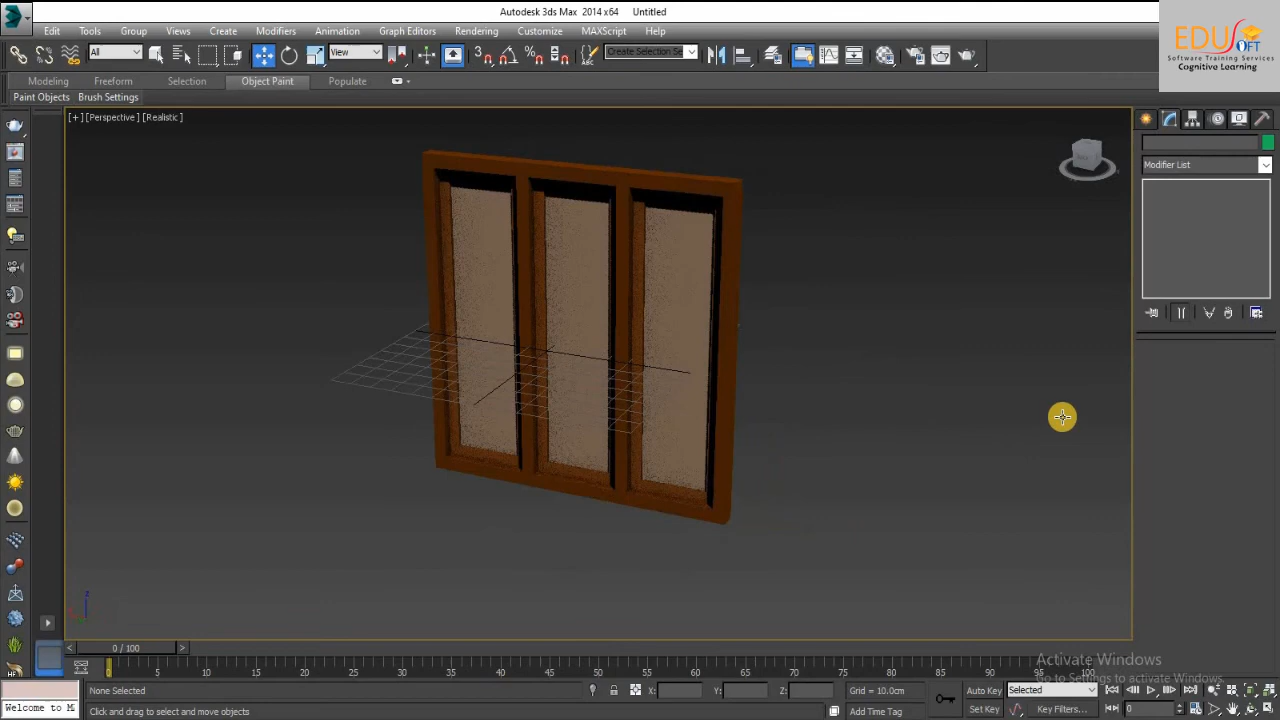 Autodesk 3ds Max 2014 x64 Untitled
EDUSOFT
Software Training Services
Cognitive Learning
Edit Tools Group Views Create Modifiers Animation Graph Editors Rendering Customize MAXScript Help
All View Create Selection Se
Modeling Freeform Selection Object Paint Populate
Paint Objects Brush Settings
[+] [Perspective] [Realistic]
Modifier List
z
0 / 100
0 5 10 15 20 25 30 35 40 45 50 55 60 65 70 75 80 85 90 95 100
Activate Windows
Go to Settings to activate Windows.
None Selected X: Y: Z: Grid = 10.0cm Auto Key Selected
Welcome to M Click and drag to select and move objects Add Time Tag Set Key Key Filters... 0